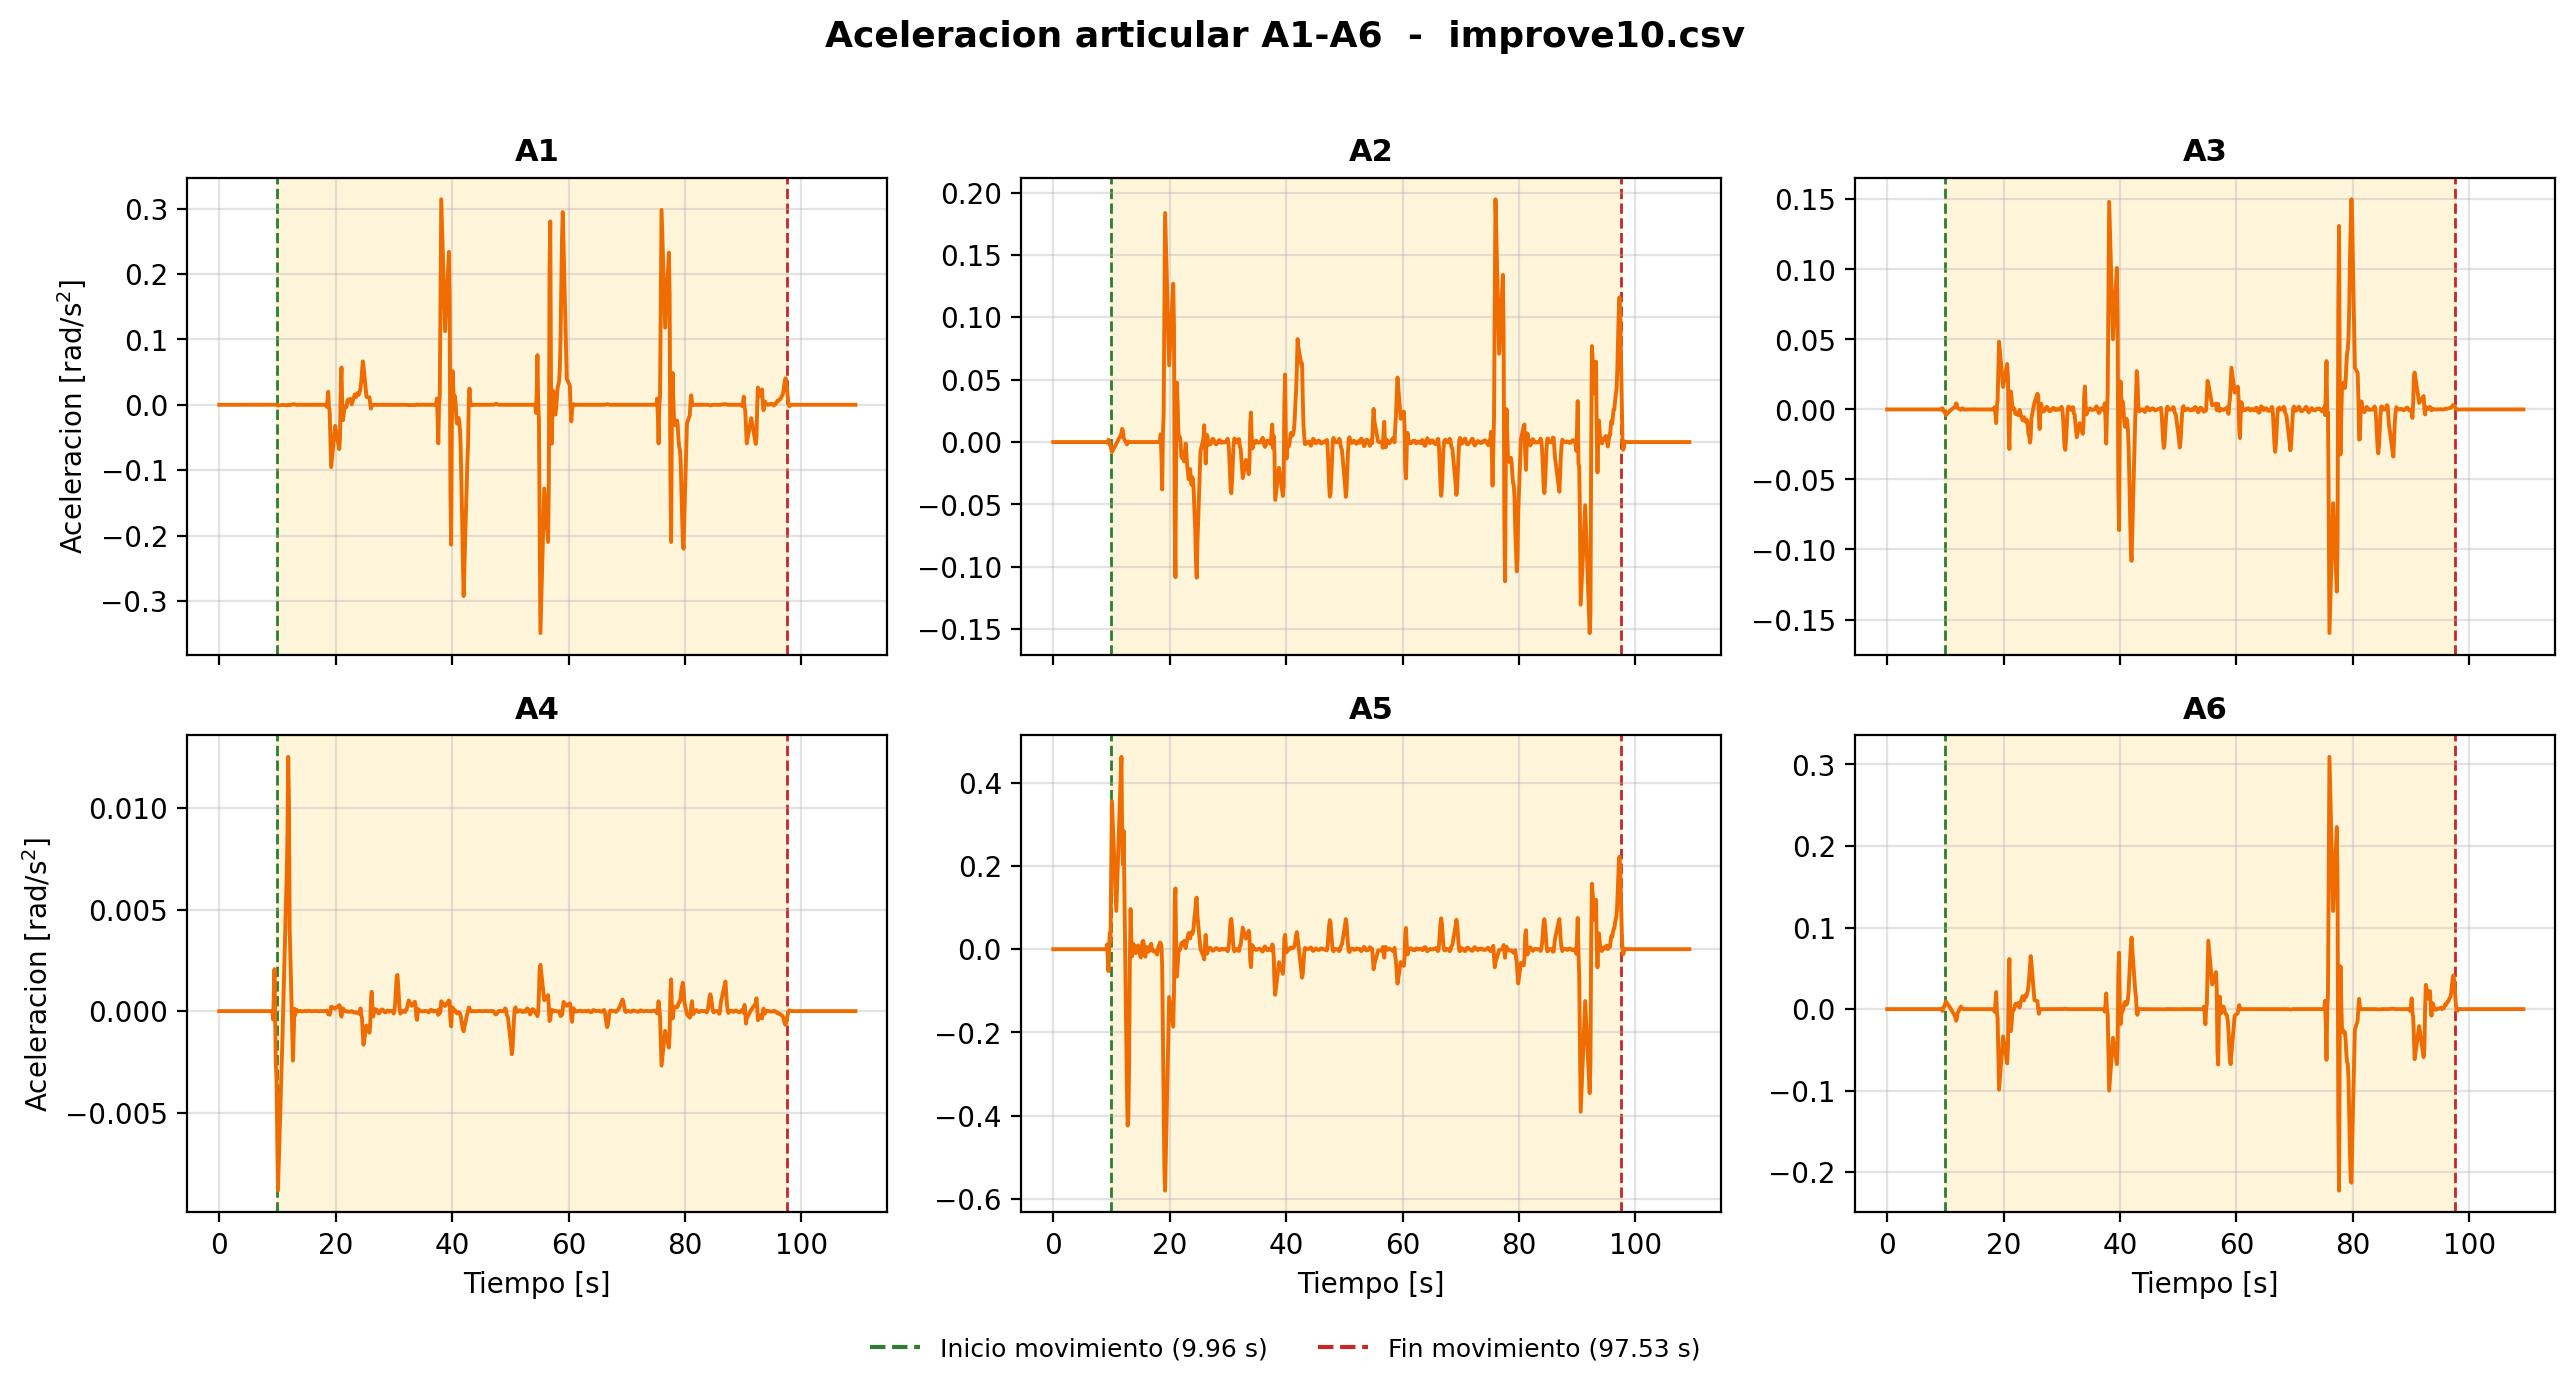 Aceleracion articular A1-A6  -  improve10.csv
A1
A2
A3
Aceleracion [rad/s²]
0.3
0.2
0.1
0.0
−0.1
−0.2
−0.3
0.20
0.15
0.10
0.05
0.00
−0.05
−0.10
−0.15
0.15
0.10
0.05
0.00
−0.05
−0.10
−0.15
A4
A5
A6
Aceleracion [rad/s²]
0.010
0.005
0.000
−0.005
0.4
0.2
0.0
−0.2
−0.4
−0.6
0.3
0.2
0.1
0.0
−0.1
−0.2
0 20 40 60 80 100
0 20 40 60 80 100
0 20 40 60 80 100
Tiempo [s]
Tiempo [s]
Tiempo [s]
Inicio movimiento (9.96 s)
Fin movimiento (97.53 s)